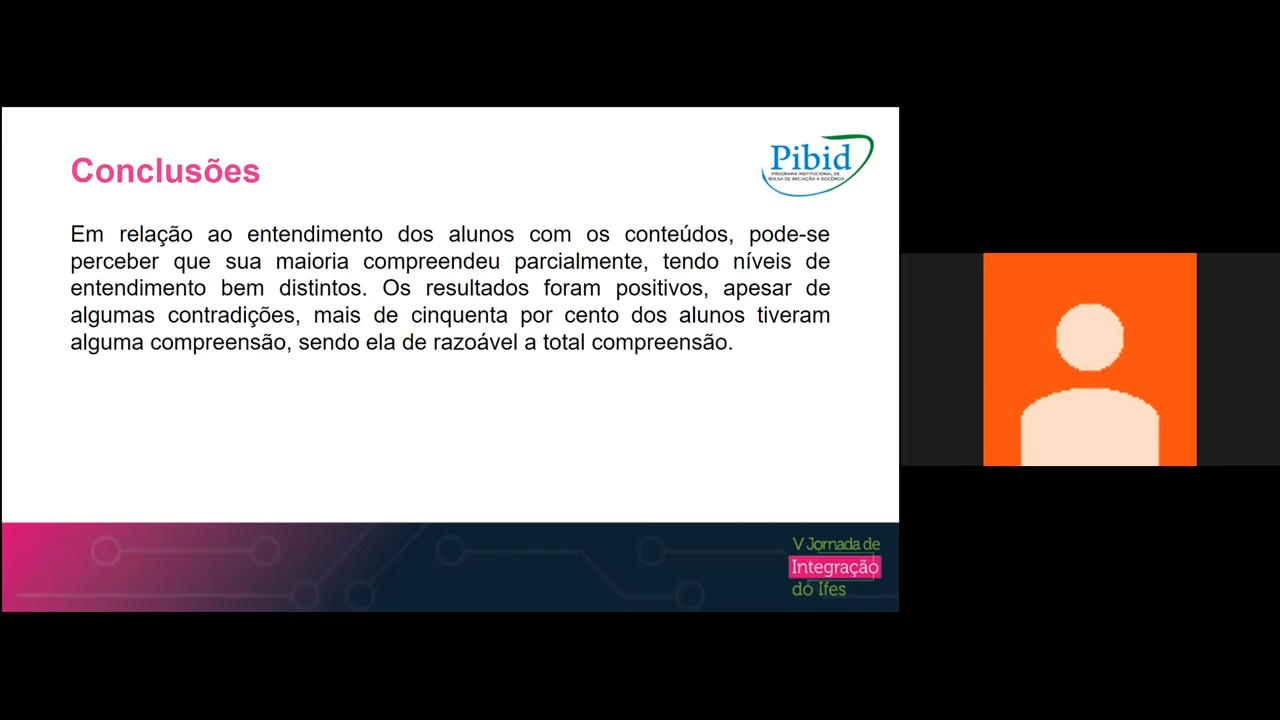 Conclusões
Pibid
PROGRAMA INSTITUCIONAL DE
BOLSA DE INICIAÇÃO À DOCÊNCIA
Em relação ao entendimento dos alunos com os conteúdos, pode-se
perceber que sua maioria compreendeu parcialmente, tendo níveis de
entendimento bem distintos. Os resultados foram positivos, apesar de
algumas contradições, mais de cinquenta por cento dos alunos tiveram
alguma compreensão, sendo ela de razoável a total compreensão.
V Jornada de
Integração
do Ifes